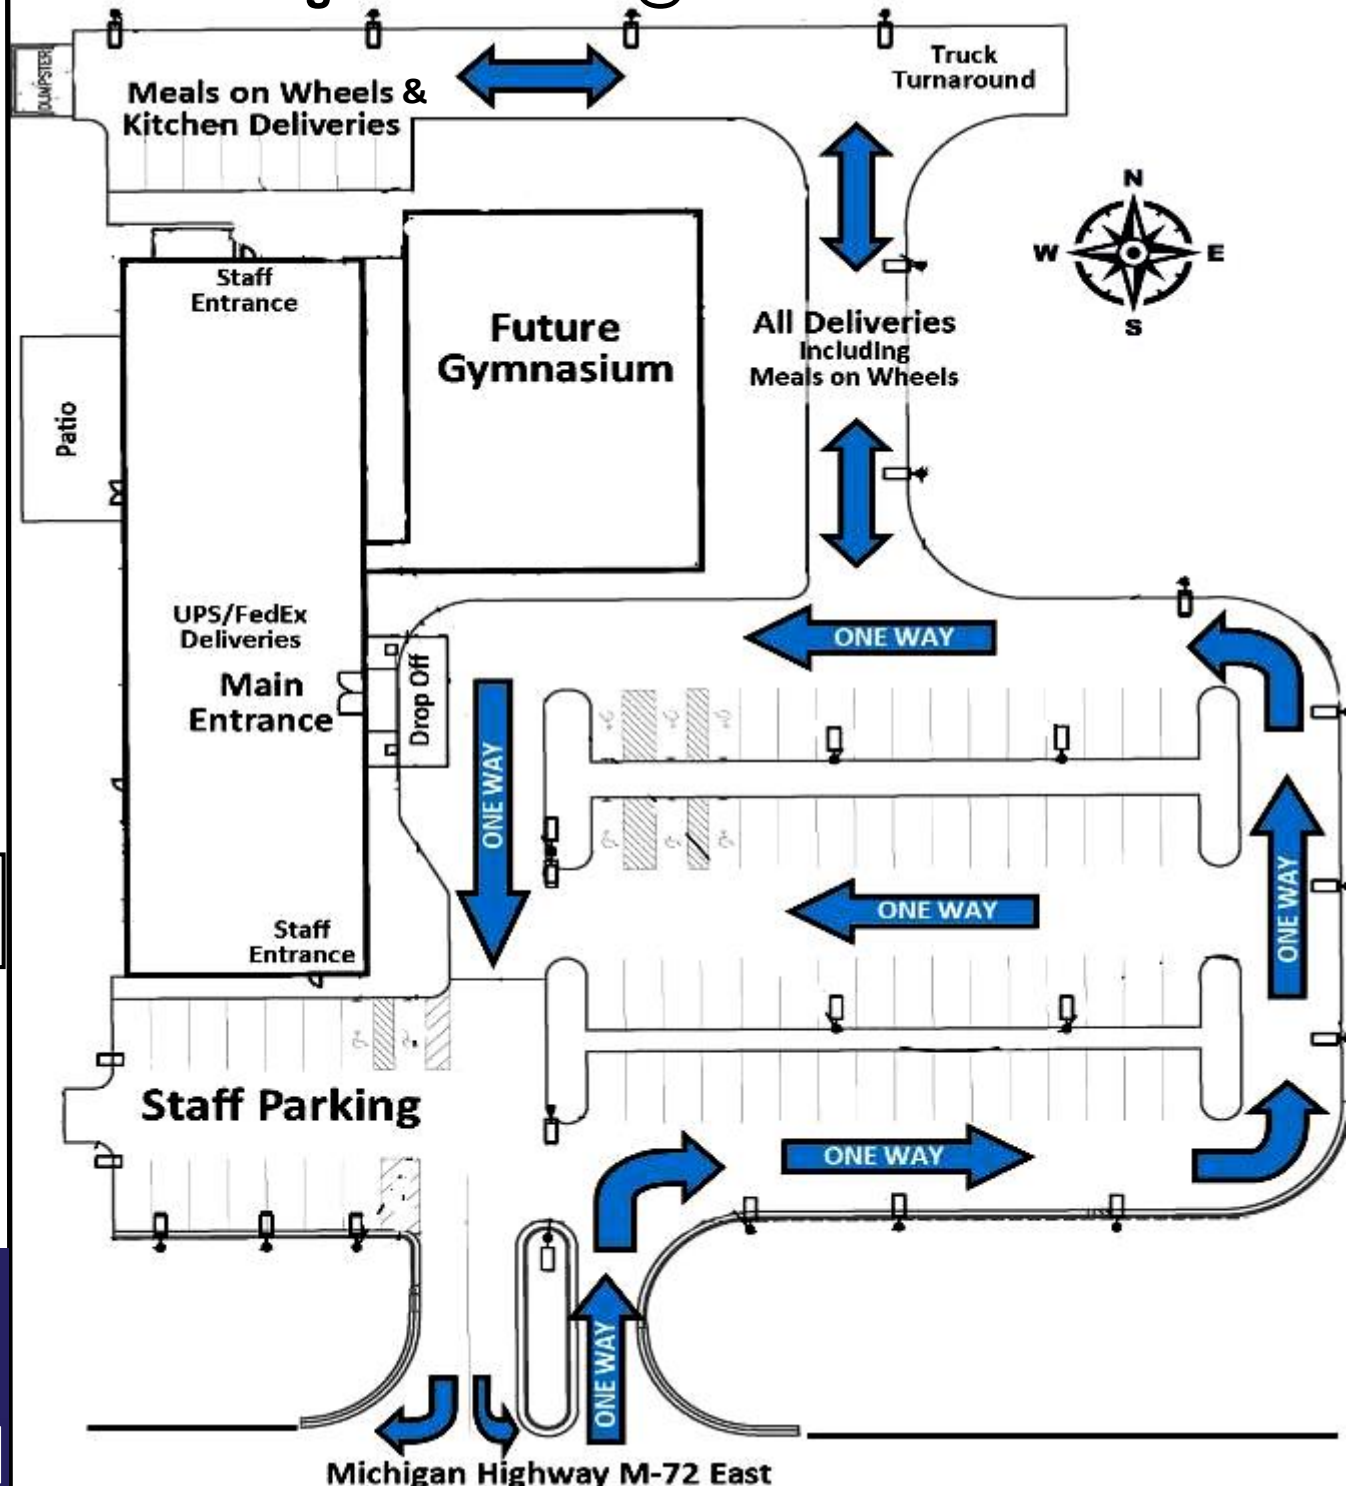 DUMPSTER
Meals on Wheels &
Kitchen Deliveries
Truck
Turnaround
N
W
E
S
Staff
Entrance
Future
Gymnasium
All Deliveries
Including
Meals on Wheels
Patio
UPS/FedEx
Deliveries
Main
Entrance
Drop Off
ONE WAY
ONE WAY
ONE WAY
ONE WAY
Staff
Entrance
Staff Parking
ONE WAY
ONE WAY
Michigan Highway M-72 East